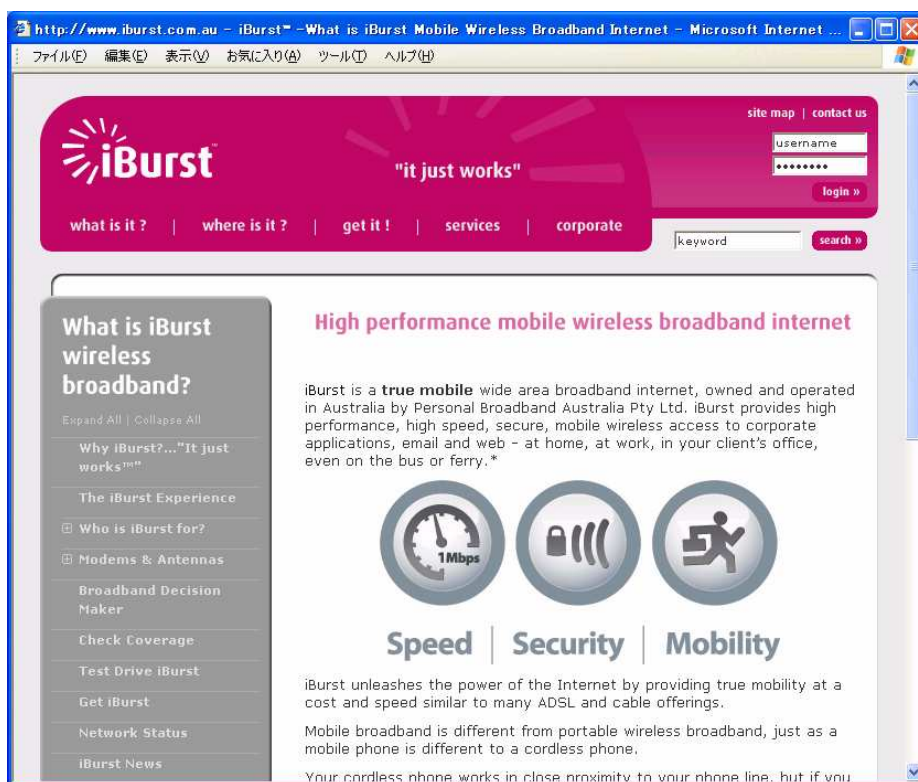 http://www.iburst.com.au - iBurst™ -What is iBurst Mobile Wireless Broadband Internet - Microsoft Internet ...
ファイル(F) 編集(E) 表示(V) お気に入り(A) ツール(T) ヘルプ(H)
site map | contact us
iBurst™
"it just works"
username
••••••••
login »
what is it ? | where is it ? | get it ! | services | corporate
keyword
search »
What is iBurst
wireless
broadband?
Expand All | Collapse All
Why iBurst?..."It just
works™"
The iBurst Experience
Who is iBurst for?
Modems & Antennas
Broadband Decision
Maker
Check Coverage
Test Drive iBurst
Get iBurst
Network Status
iBurst News
High performance mobile wireless broadband internet
iBurst is a true mobile wide area broadband internet, owned and operated
in Australia by Personal Broadband Australia Pty Ltd. iBurst provides high
performance, high speed, secure, mobile wireless access to corporate
applications, email and web - at home, at work, in your client's office,
even on the bus or ferry.*
1Mbps
Speed | Security | Mobility
iBurst unleashes the power of the Internet by providing true mobility at a
cost and speed similar to many ADSL and cable offerings.
Mobile broadband is different from portable wireless broadband, just as a
mobile phone is different to a cordless phone.
Your cordless phone works in close proximity to your phone line, but if you